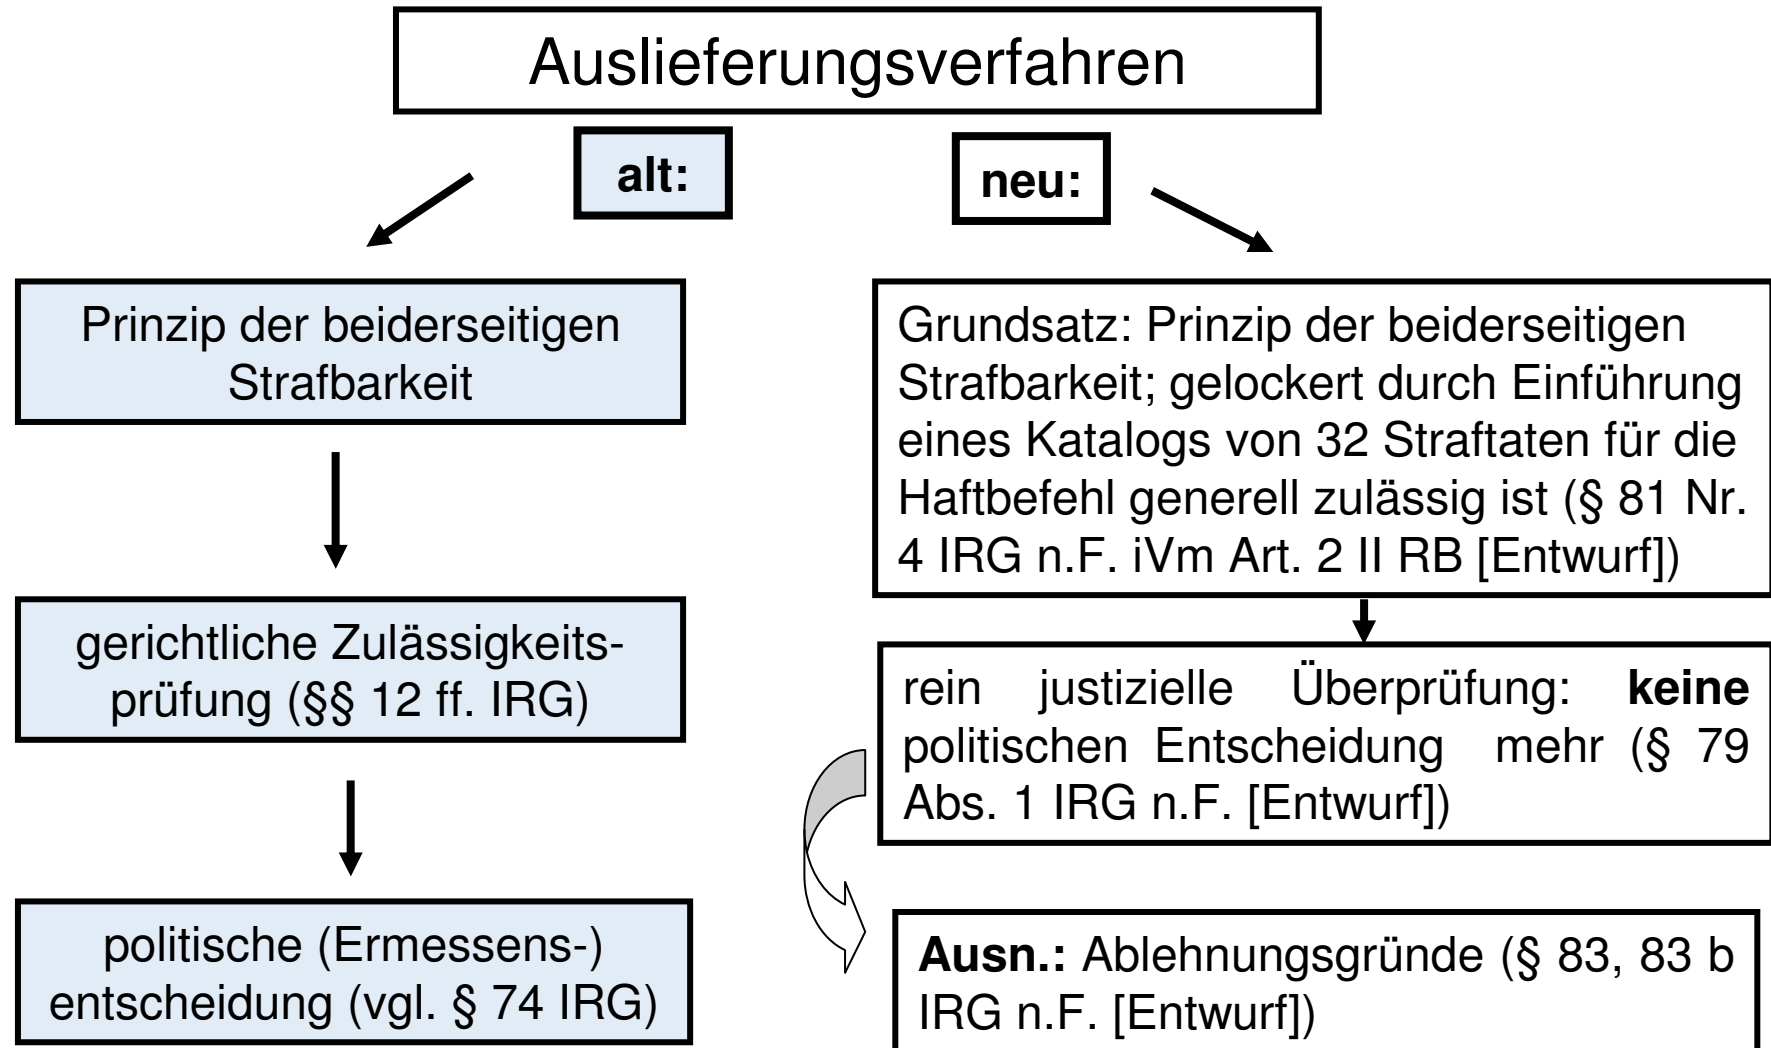 Auslieferungsverfahren
alt:
neu:
Prinzip der beiderseitigen
Strafbarkeit
gerichtliche Zulässigkeits-
prüfung (§§ 12 ff. IRG)
politische (Ermessens-)
entscheidung (vgl. § 74 IRG)
Grundsatz: Prinzip der beiderseitigen
Strafbarkeit; gelockert durch Einführung
eines Katalogs von 32 Straftaten für die
Haftbefehl generell zulässig ist (§ 81 Nr.
4 IRG n.F. iVm Art. 2 II RB [Entwurf])
rein justizielle Überprüfung: keine
politischen Entscheidung mehr (§ 79
Abs. 1 IRG n.F. [Entwurf])
Ausn.: Ablehnungsgründe (§ 83, 83 b
IRG n.F. [Entwurf])